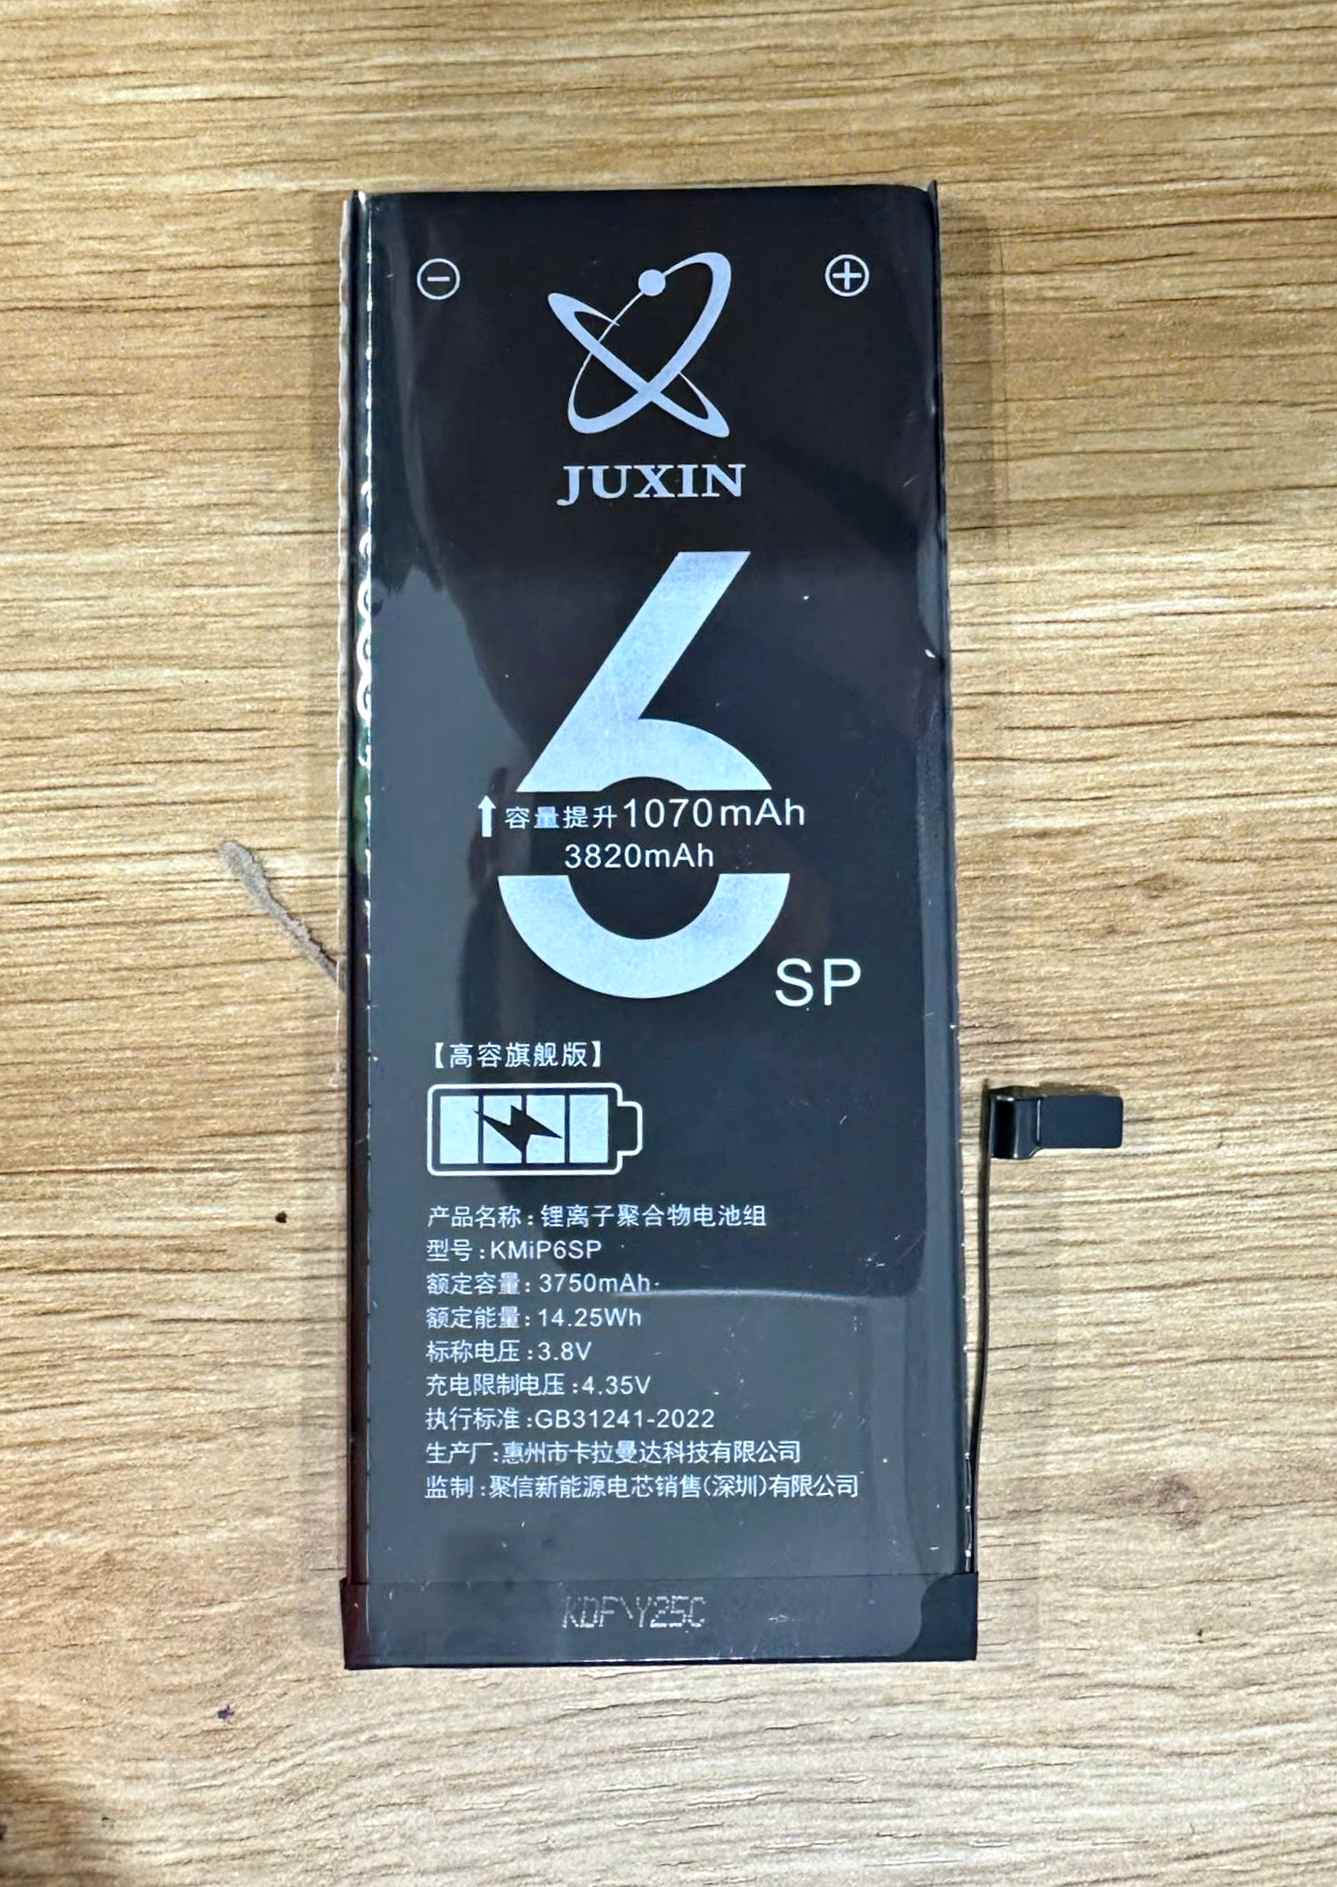 JUXIN
6
容量提升1070mAh
3820mAh
SP
【高容旗舰版】
产品名称:锂离子聚合物电池组
型号:KMiP6SP
额定容量:3750mAh
额定能量:14.25Wh
标称电压:3.8V
充电限制电压:4.35V
执行标准:GB31241-2022
生产厂:惠州市卡拉曼达科技有限公司
监制:聚信新能源电芯销售(深圳)有限公司